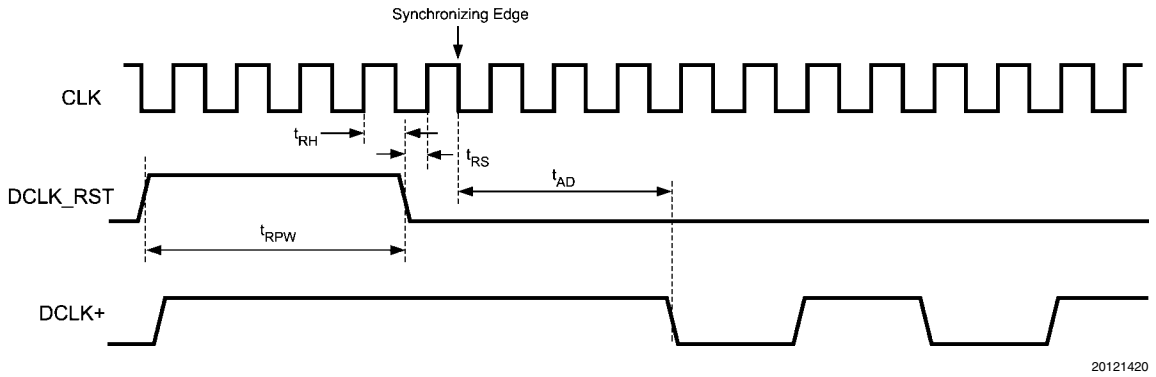 Synchronizing Edge
CLK
tRH
tRS
DCLK_RST
tAD
tRPW
DCLK+
20121420